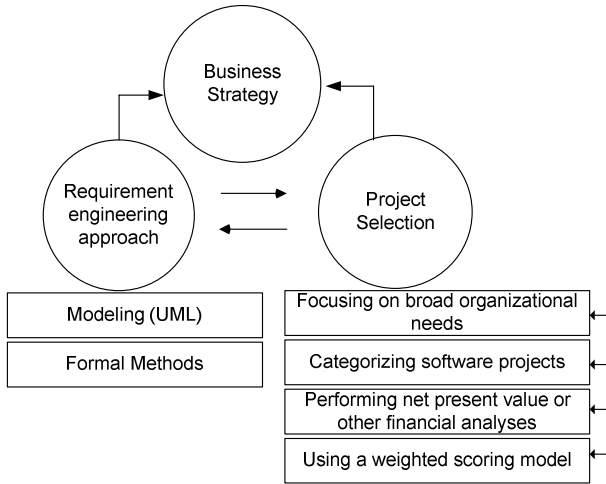 Business
Strategy
Requirement
engineering
approach
Project
Selection
Modeling (UML)
Formal Methods
Focusing on broad organizational
needs
Categorizing software projects
Performing net present value or
other financial analyses
Using a weighted scoring model